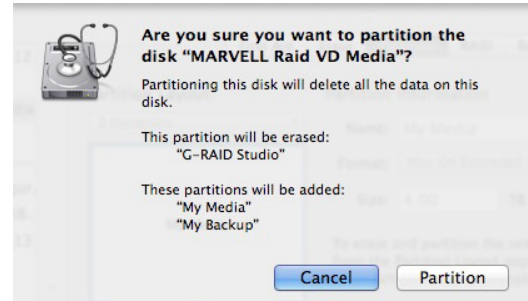 Are you sure you want to partition the
disk “MARVELL Raid VD Media”?
Partitioning this disk will delete all the data on this
disk.
This partition will be erased:
“G-RAID Studio”
These partitions will be added:
“My Media”
“My Backup”
Cancel
Partition